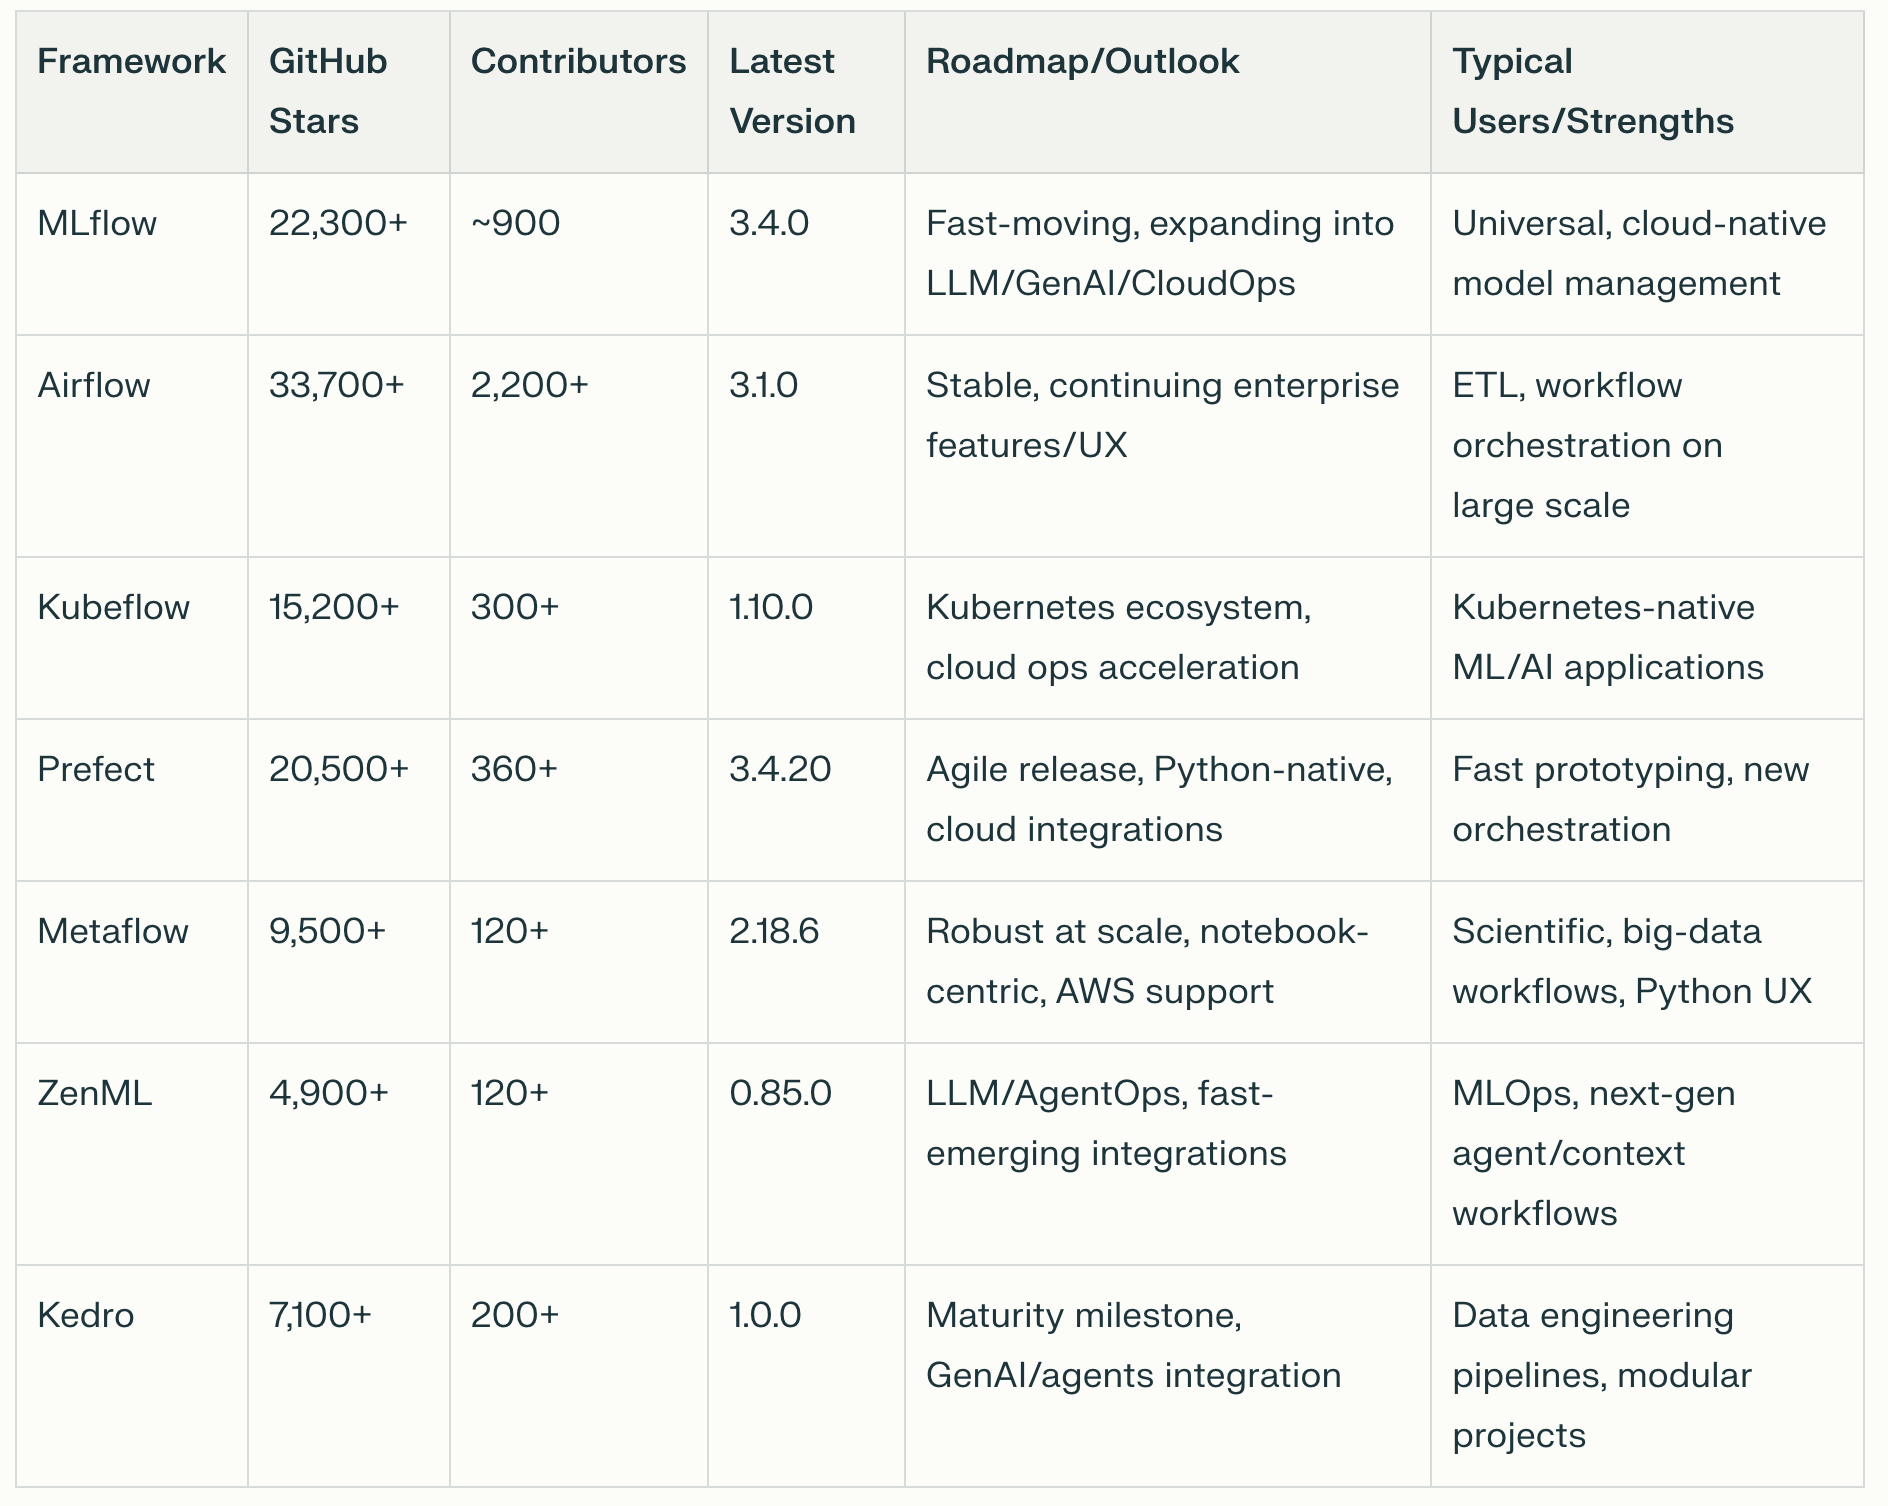 Framework
GitHub
Stars
Contributors
Latest
Version
Roadmap/Outlook
Typical
Users/Strengths
MLflow
22,300+
~900
3.4.0
Fast-moving, expanding into
LLM/GenAI/CloudOps
Universal, cloud-native
model management
Airflow
33,700+
2,200+
3.1.0
Stable, continuing enterprise
features/UX
ETL, workflow
orchestration on
large scale
Kubeflow
15,200+
300+
1.10.0
Kubernetes ecosystem,
cloud ops acceleration
Kubernetes-native
ML/AI applications
Prefect
20,500+
360+
3.4.20
Agile release, Python-native,
cloud integrations
Fast prototyping, new
orchestration
Metaflow
9,500+
120+
2.18.6
Robust at scale, notebook-
centric, AWS support
Scientific, big-data
workflows, Python UX
ZenML
4,900+
120+
0.85.0
LLM/AgentOps, fast-
emerging integrations
MLOps, next-gen
agent/context
workflows
Kedro
7,100+
200+
1.0.0
Maturity milestone,
GenAI/agents integration
Data engineering
pipelines, modular
projects